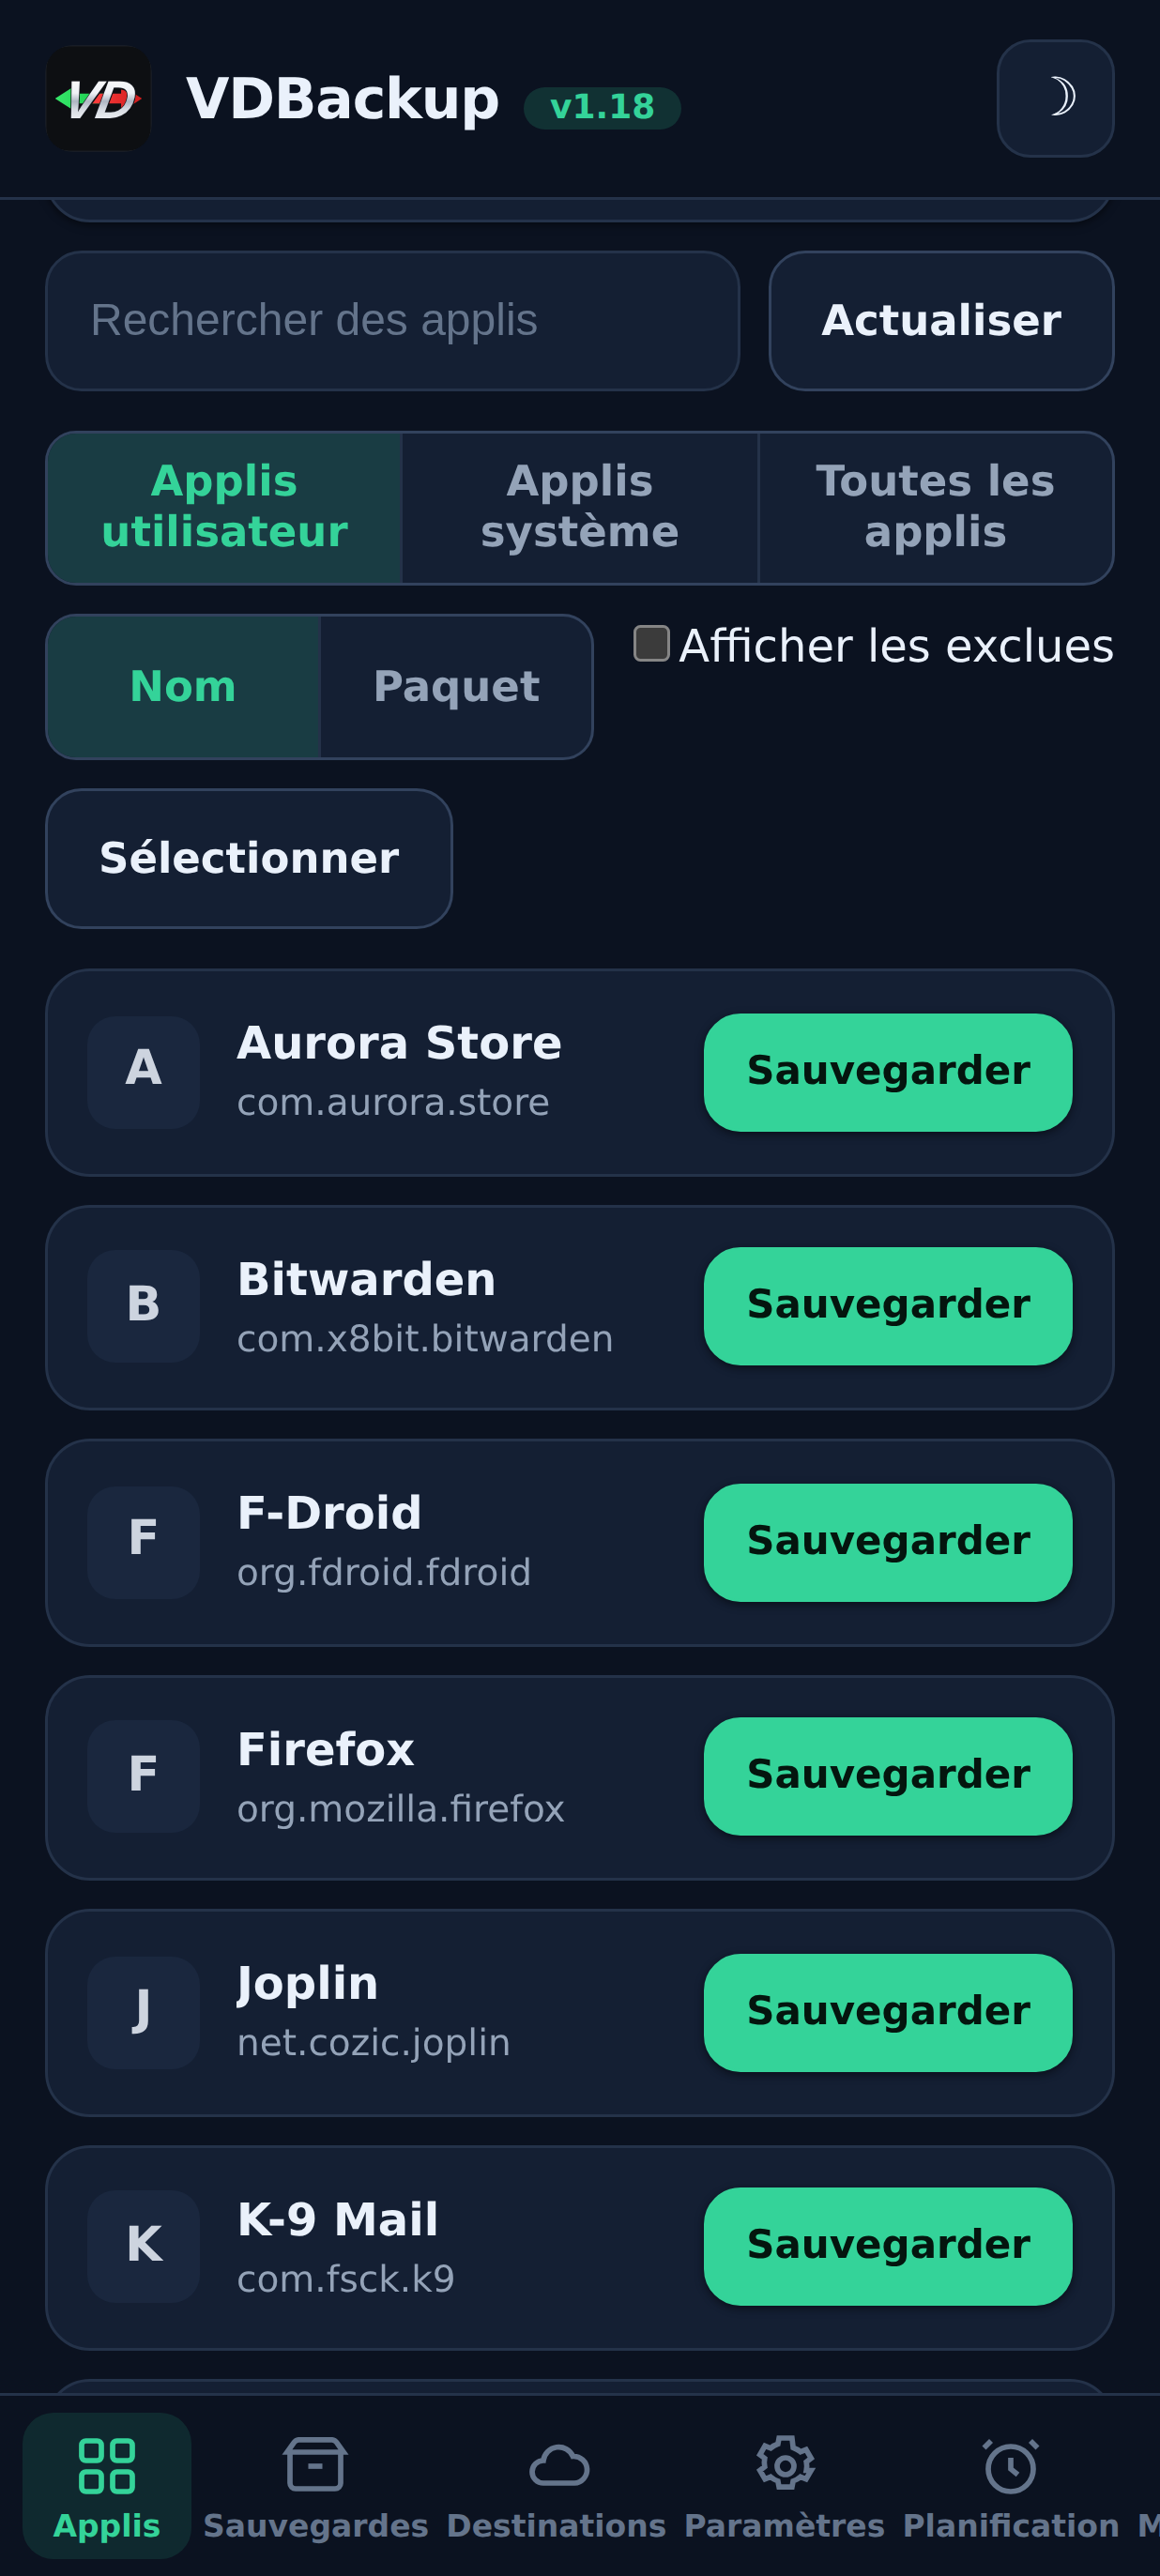 VD
VDBackup v1.18
Rechercher des applis
Actualiser
Applis
utilisateur
Applis
système
Toutes les
applis
Nom
Paquet
Afficher les exclues
Sélectionner
A
Aurora Store
com.aurora.store
Sauvegarder
B
Bitwarden
com.x8bit.bitwarden
Sauvegarder
F
F-Droid
org.fdroid.fdroid
Sauvegarder
F
Firefox
org.mozilla.firefox
Sauvegarder
J
Joplin
net.cozic.joplin
Sauvegarder
K
K-9 Mail
com.fsck.k9
Sauvegarder
Applis
Sauvegardes
Destinations
Paramètres
Planification